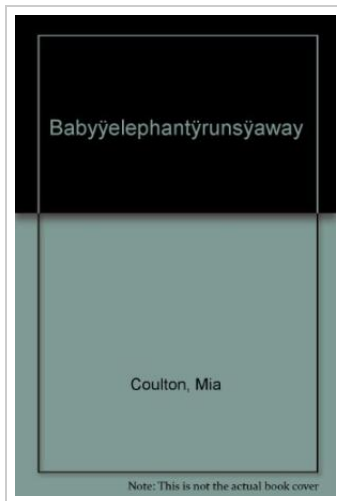 Babyÿelephantÿrunsÿaway
Coulton, Mia
Note: This is not the actual book cover